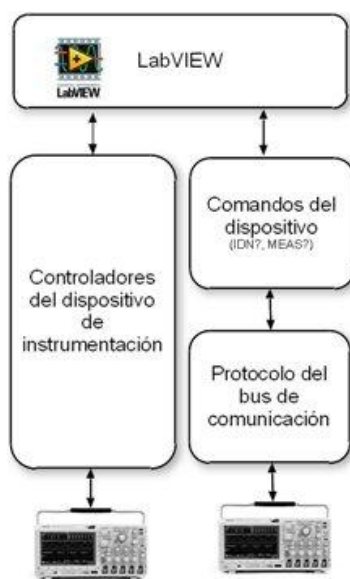 LabVIEW
LabVIEW
Controladores
del dispositivo
de
instrumentación
Comandos del
dispositivo
(IDN?, MEAS?)
Protocolo del
bus de
comunicación